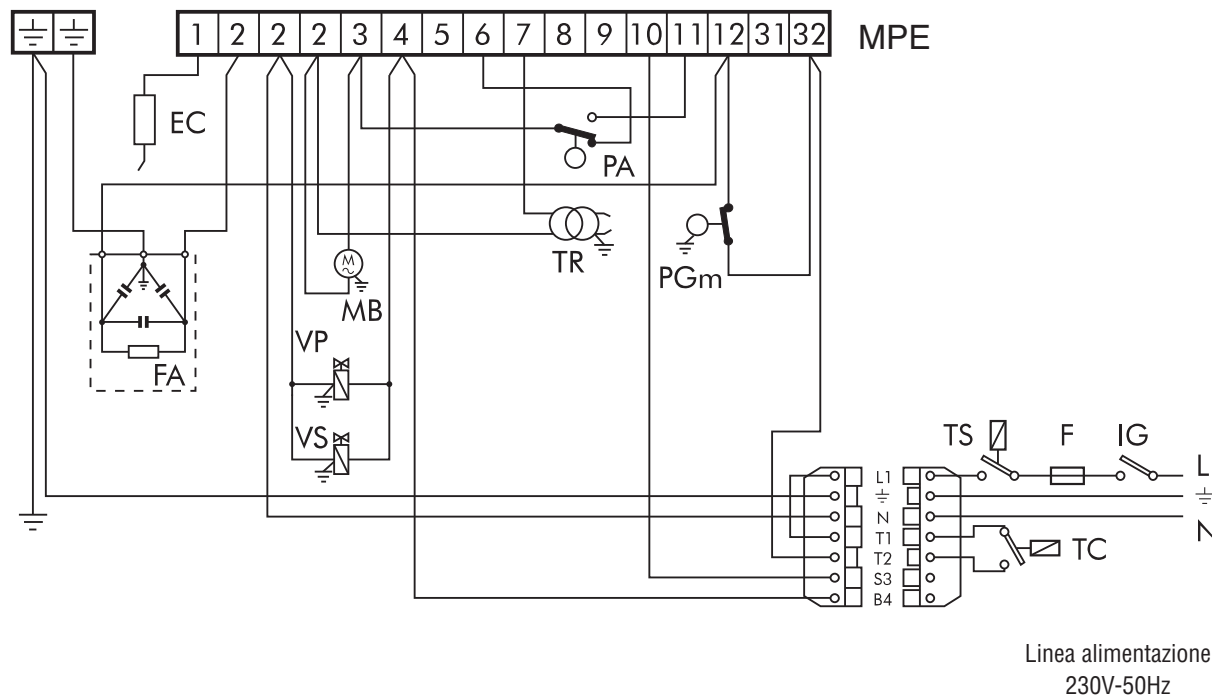 1 2 2 2 3 4 5 6 7 8 9 10 11 12 31 32 MPE
EC
PA
TR
PGm
M
MB
VP
FA
VS
TS F IG
L
L1
N
N
T1
TC
T2
S3
B4
Linea alimentazione
230V-50Hz